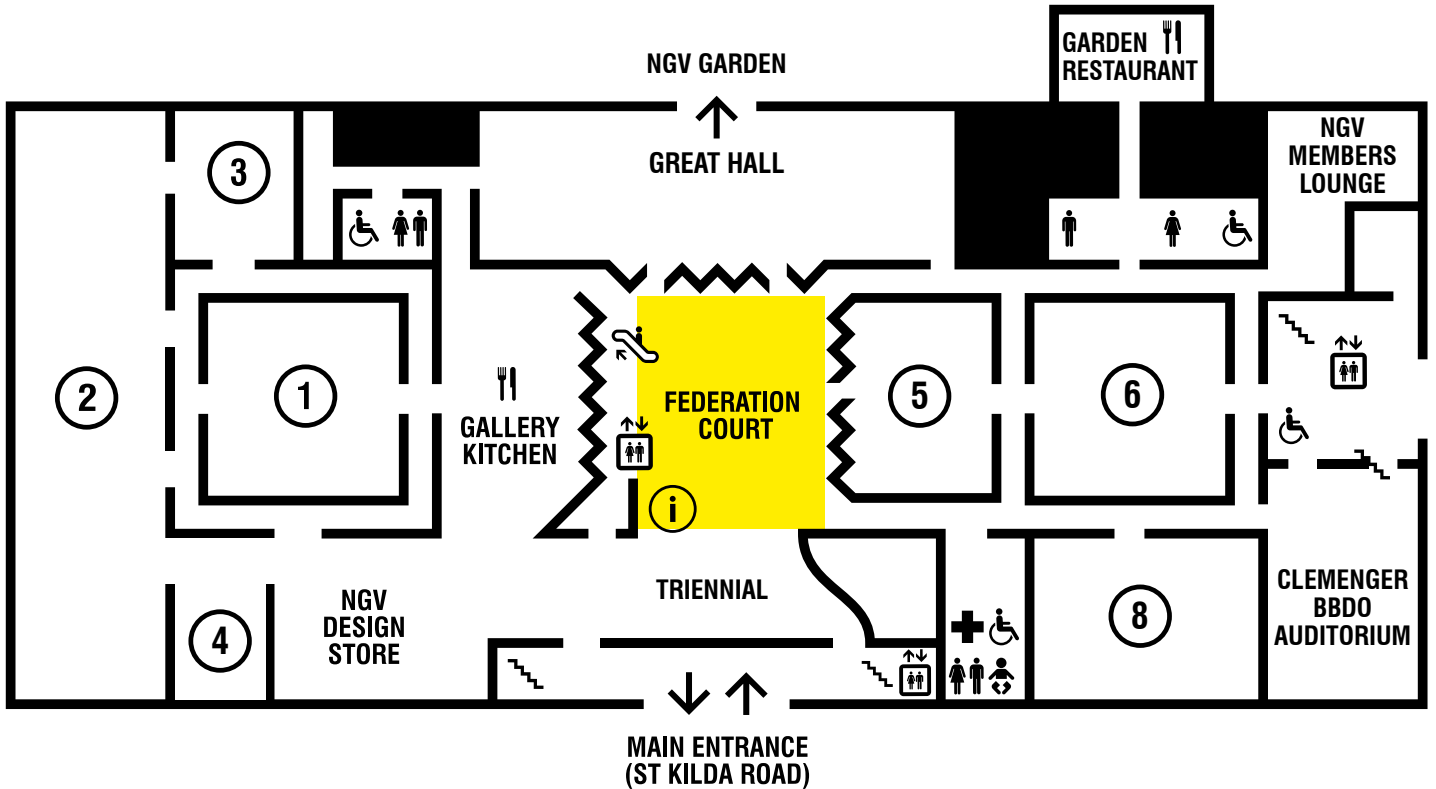 GARDEN
RESTAURANT
NGV GARDEN
NGV
MEMBERS
LOUNGE
GREAT HALL
3
2
1
GALLERY
KITCHEN
FEDERATION
COURT
5
6
i
NGV
DESIGN
STORE
TRIENNIAL
4
8
CLEMENGER
BBDO
AUDITORIUM
MAIN ENTRANCE
(ST KILDA ROAD)